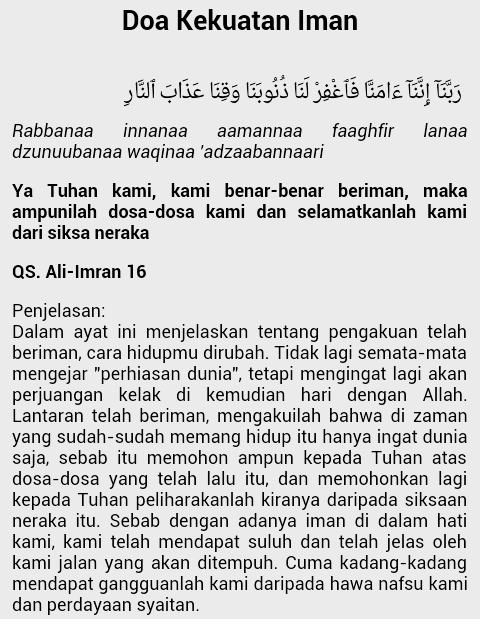 Doa Kekuatan Iman
رَبَّنَآ إِنَّنَآ ءَامَنَّا فَٱغْفِرْ لَنَا ذُنُوبَنَا وَقِنَا عَذَابَ ٱلنَّارِ
Rabbanaa innanaa aamannaa faaghfir lanaa
dzunuubanaa waqinaa 'adzaabannaari
Ya Tuhan kami, kami benar-benar beriman, maka
ampunilah dosa-dosa kami dan selamatkanlah kami
dari siksa neraka
QS. Ali-Imran 16
Penjelasan:
Dalam ayat ini menjelaskan tentang pengakuan telah
beriman, cara hidupmu dirubah. Tidak lagi semata-mata
mengejar "perhiasan dunia", tetapi mengingat lagi akan
perjuangan kelak di kemudian hari dengan Allah.
Lantaran telah beriman, mengakuilah bahwa di zaman
yang sudah-sudah memang hidup itu hanya ingat dunia
saja, sebab itu memohon ampun kepada Tuhan atas
dosa-dosa yang telah lalu itu, dan memohonkan lagi
kepada Tuhan peliharakanlah kiranya daripada siksaan
neraka itu. Sebab dengan adanya iman di dalam hati
kami, kami telah mendapat suluh dan telah jelas oleh
kami jalan yang akan ditempuh. Cuma kadang-kadang
mendapat gangguanlah kami daripada hawa nafsu kami
dan perdayaan syaitan.